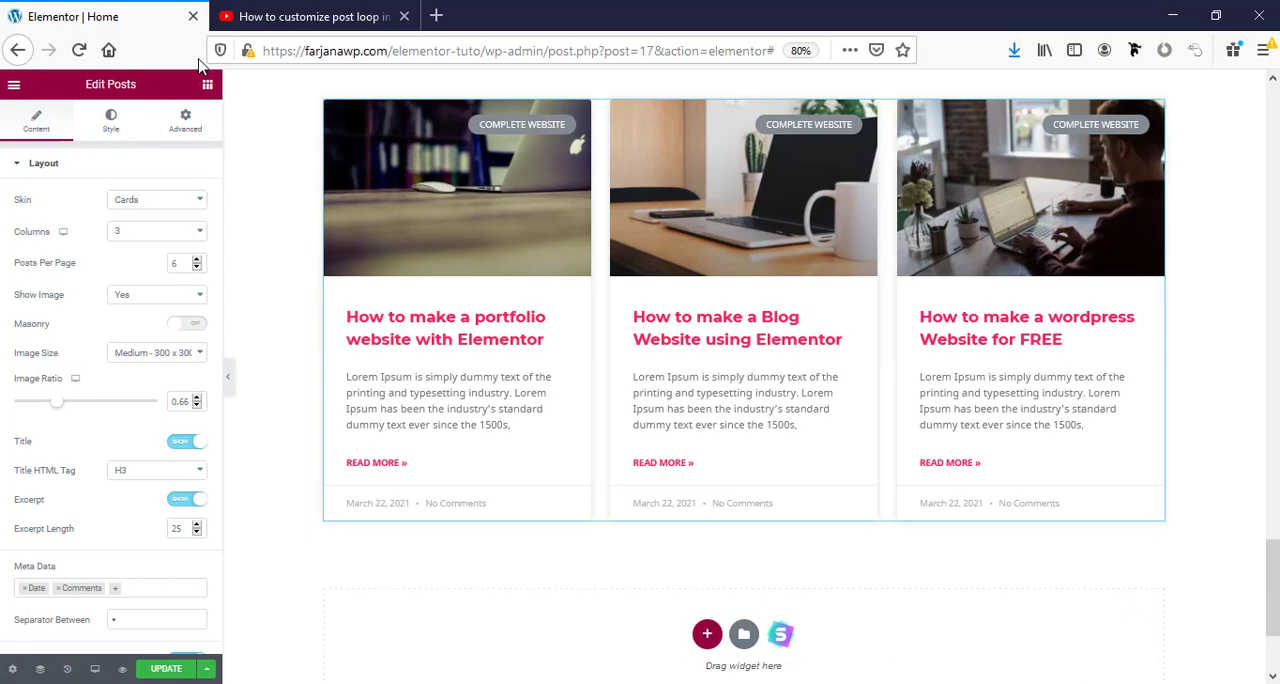 Elementor | Home
How to customize post loop in
https://farjanawp.com/elementor-tuto/wp-admin/post.php?post=17&action=elementor#
80%
Edit Posts
Content
Style
Advanced
Layout
Skin
Cards
Columns
3
Posts Per Page
6
Show Image
Yes
Masonry
OFF
Image Size
Medium - 300 x 300
Image Ratio
0.66
Title
SHOW
Title HTML Tag
H3
Excerpt
SHOW
Excerpt Length
25
Meta Data
× Date × Comments +
Separator Between
•
UPDATE
COMPLETE WEBSITE
How to make a portfolio
website with Elementor
Lorem Ipsum is simply dummy text of the
printing and typesetting industry. Lorem
Ipsum has been the industry's standard
dummy text ever since the 1500s,
READ MORE »
March 22, 2021 • No Comments
COMPLETE WEBSITE
How to make a Blog
Website using Elementor
Lorem Ipsum is simply dummy text of the
printing and typesetting industry. Lorem
Ipsum has been the industry's standard
dummy text ever since the 1500s,
READ MORE »
March 22, 2021 • No Comments
COMPLETE WEBSITE
How to make a wordpress
Website for FREE
Lorem Ipsum is simply dummy text of the
printing and typesetting industry. Lorem
Ipsum has been the industry's standard
dummy text ever since the 1500s,
READ MORE »
March 22, 2021 • No Comments
Drag widget here